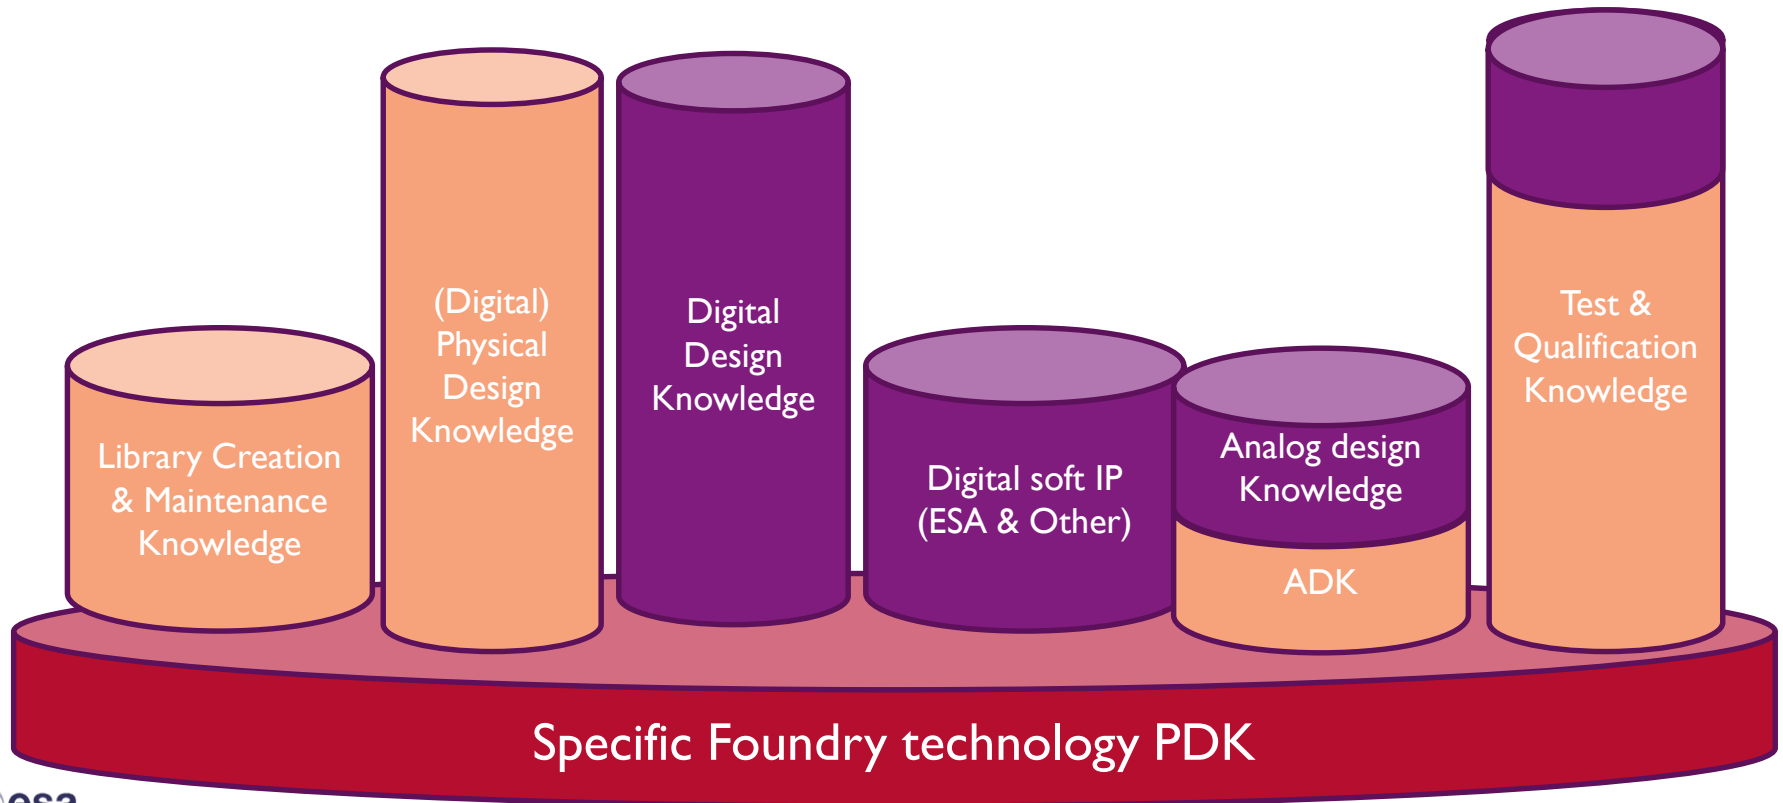 Library Creation
& Maintenance
Knowledge
(Digital)
Physical
Design
Knowledge
Digital
Design
Knowledge
Digital soft IP
(ESA & Other)
Analog design
Knowledge
ADK
Test &
Qualification
Knowledge
Specific Foundry technology PDK
esa